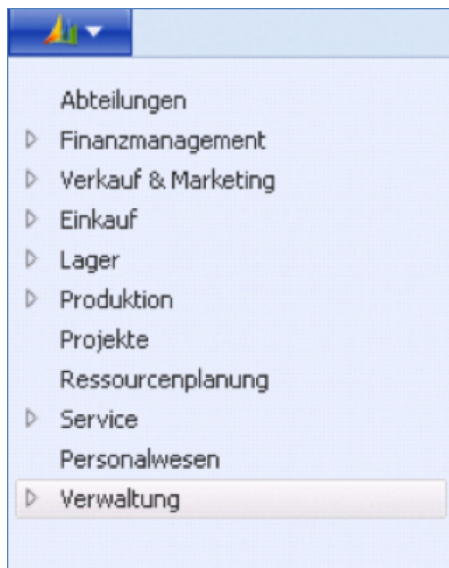 Abteilungen
Finanzmanagement
Verkauf & Marketing
Einkauf
Lager
Produktion
Projekte
Ressourcenplanung
Service
Personalwesen
Verwaltung